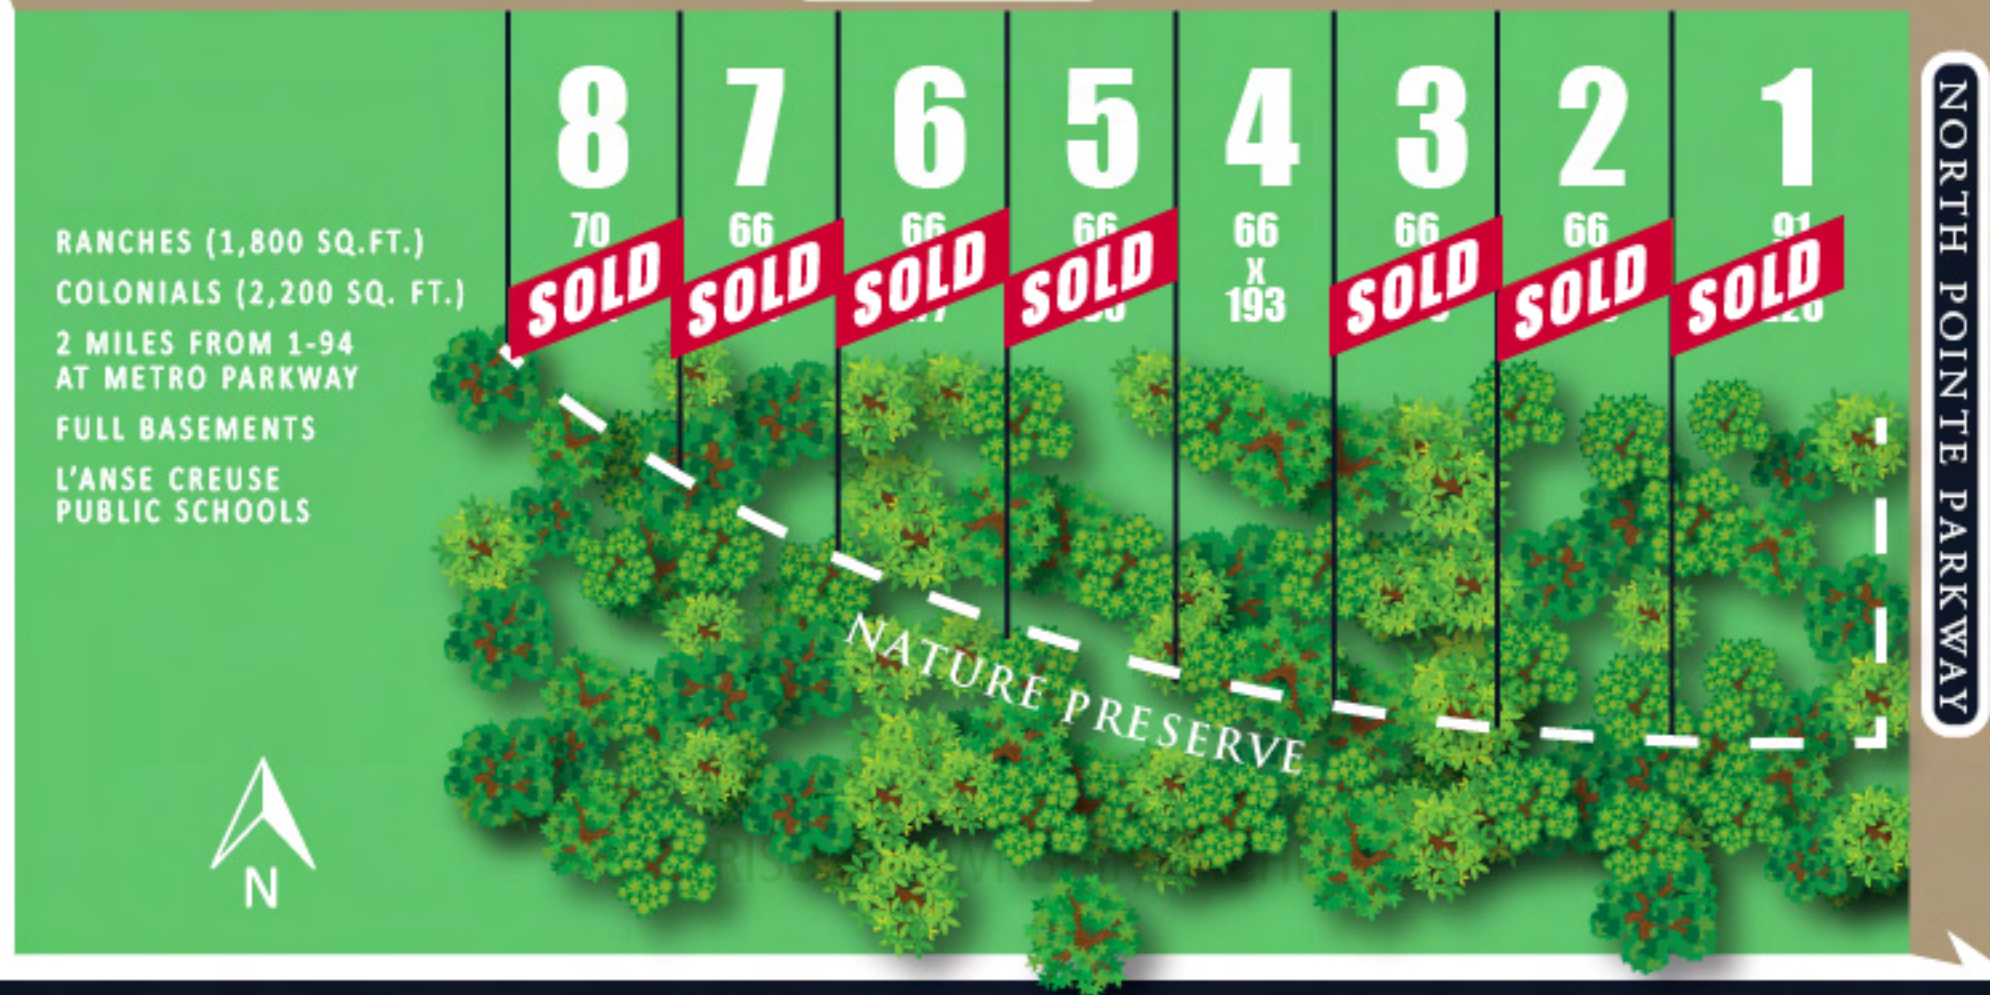 8 7 6 5 4 3 2 1
70 66 66 66 66 66 66 91
X
193
SOLD SOLD SOLD SOLD SOLD SOLD SOLD
RANCHES (1,800 SQ.FT.)
COLONIALS (2,200 SQ. FT.)
2 MILES FROM 1-94
AT METRO PARKWAY
FULL BASEMENTS
L'ANSE CREUSE
PUBLIC SCHOOLS
NATURE PRESERVE
N
NORTH POINTE PARKWAY